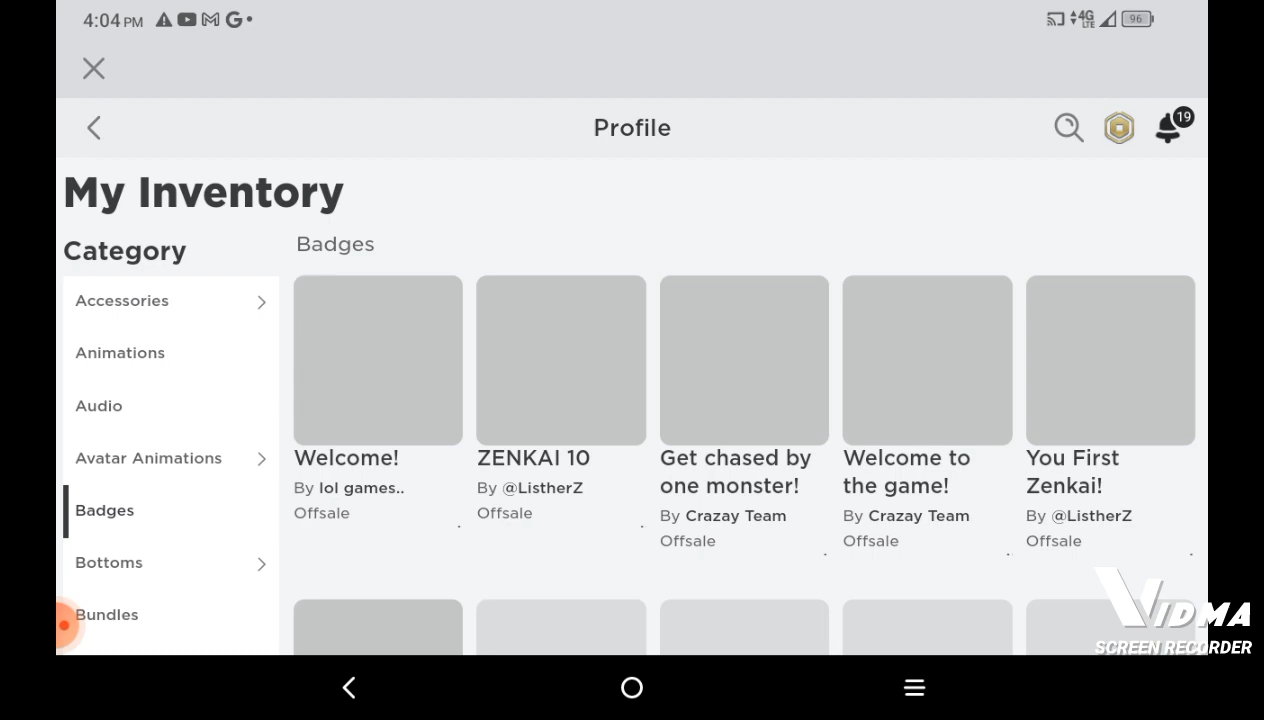 4:04 PM
4G
LTE
96
Profile
19
My Inventory
Category
Badges
Accessories
Animations
Audio
Avatar Animations
Badges
Bottoms
Bundles
Welcome!
By lol games..
Offsale
ZENKAI 10
By @ListherZ
Offsale
Get chased by
one monster!
By Crazay Team
Offsale
Welcome to
the game!
By Crazay Team
Offsale
You First
Zenkai!
By @ListherZ
Offsale
VIDMA
SCREEN RECORDER